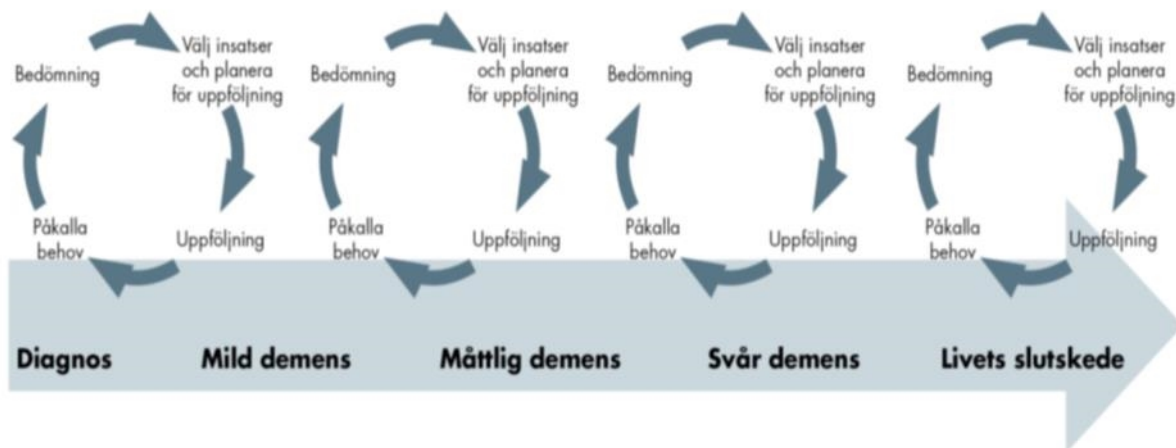 Bedömning
Välj insatser
och planera
för uppföljning
Uppföljning
Påkalla
behov
Bedömning
Välj insatser
och planera
för uppföljning
Uppföljning
Påkalla
behov
Bedömning
Välj insatser
och planera
för uppföljning
Uppföljning
Påkalla
behov
Bedömning
Välj insatser
och planera
för uppföljning
Uppföljning
Påkalla
behov
Diagnos
Mild demens
Måttlig demens
Svår demens
Livets slutskede